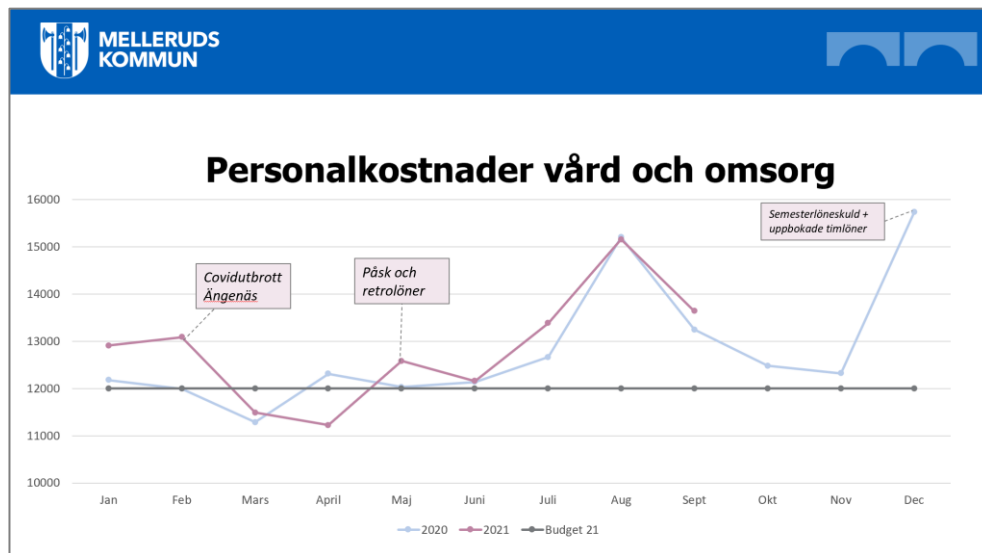 MELLERUDS
KOMMUN
Personalkostnader vård och omsorg
16000
15000
14000
13000
12000
11000
10000
Semesterlöneskuld +
uppbokade timlöner
Covidutbrott
Ängenäs
Påsk och
retrolöner
Jan Feb Mars April Maj Juni Juli Aug Sept Okt Nov Dec
2020 2021 Budget 21